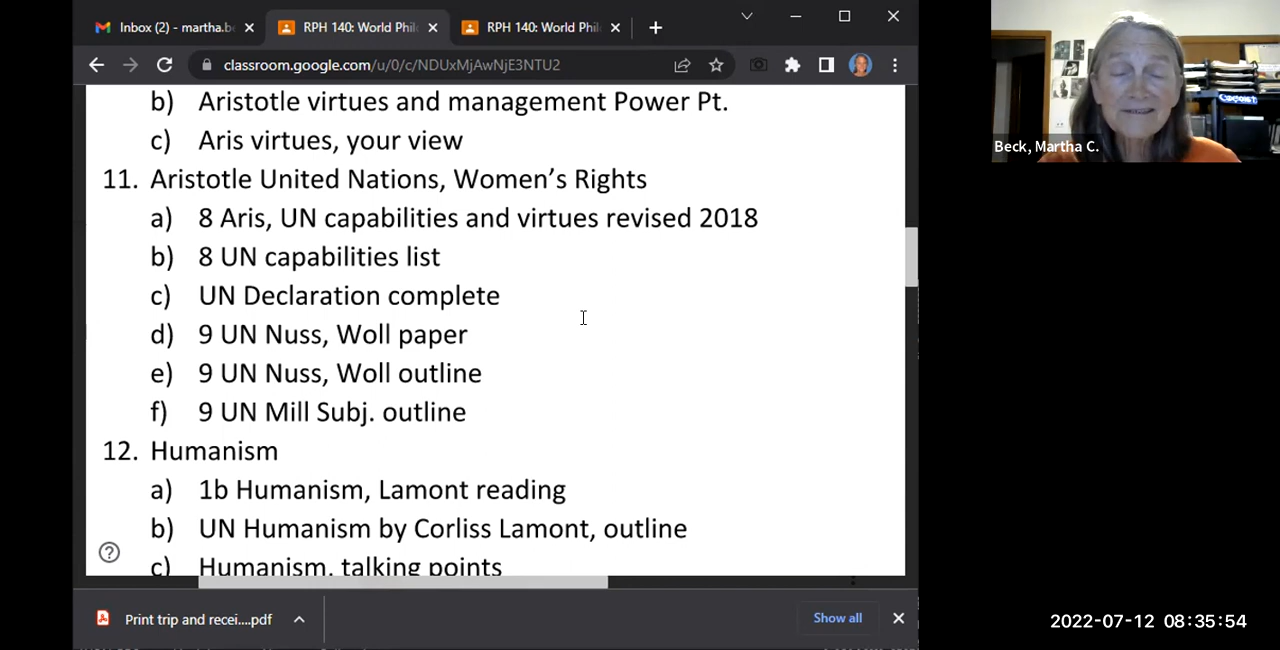 Inbox (2) - martha.b
RPH 140: World Phil
RPH 140: World Phil
classroom.google.com/u/0/c/NDUxMjAwNjE3NTU2
b) Aristotle virtues and management Power Pt.
c) Aris virtues, your view
11. Aristotle United Nations, Women's Rights
a) 8 Aris, UN capabilities and virtues revised 2018
b) 8 UN capabilities list
c) UN Declaration complete
d) 9 UN Nuss, Woll paper
e) 9 UN Nuss, Woll outline
f) 9 UN Mill Subj. outline
12. Humanism
a) 1b Humanism, Lamont reading
b) UN Humanism by Corliss Lamont, outline
c) Humanism, talking points
Print trip and recei....pdf
Show all
Beck, Martha C.
2022-07-12 08:35:54